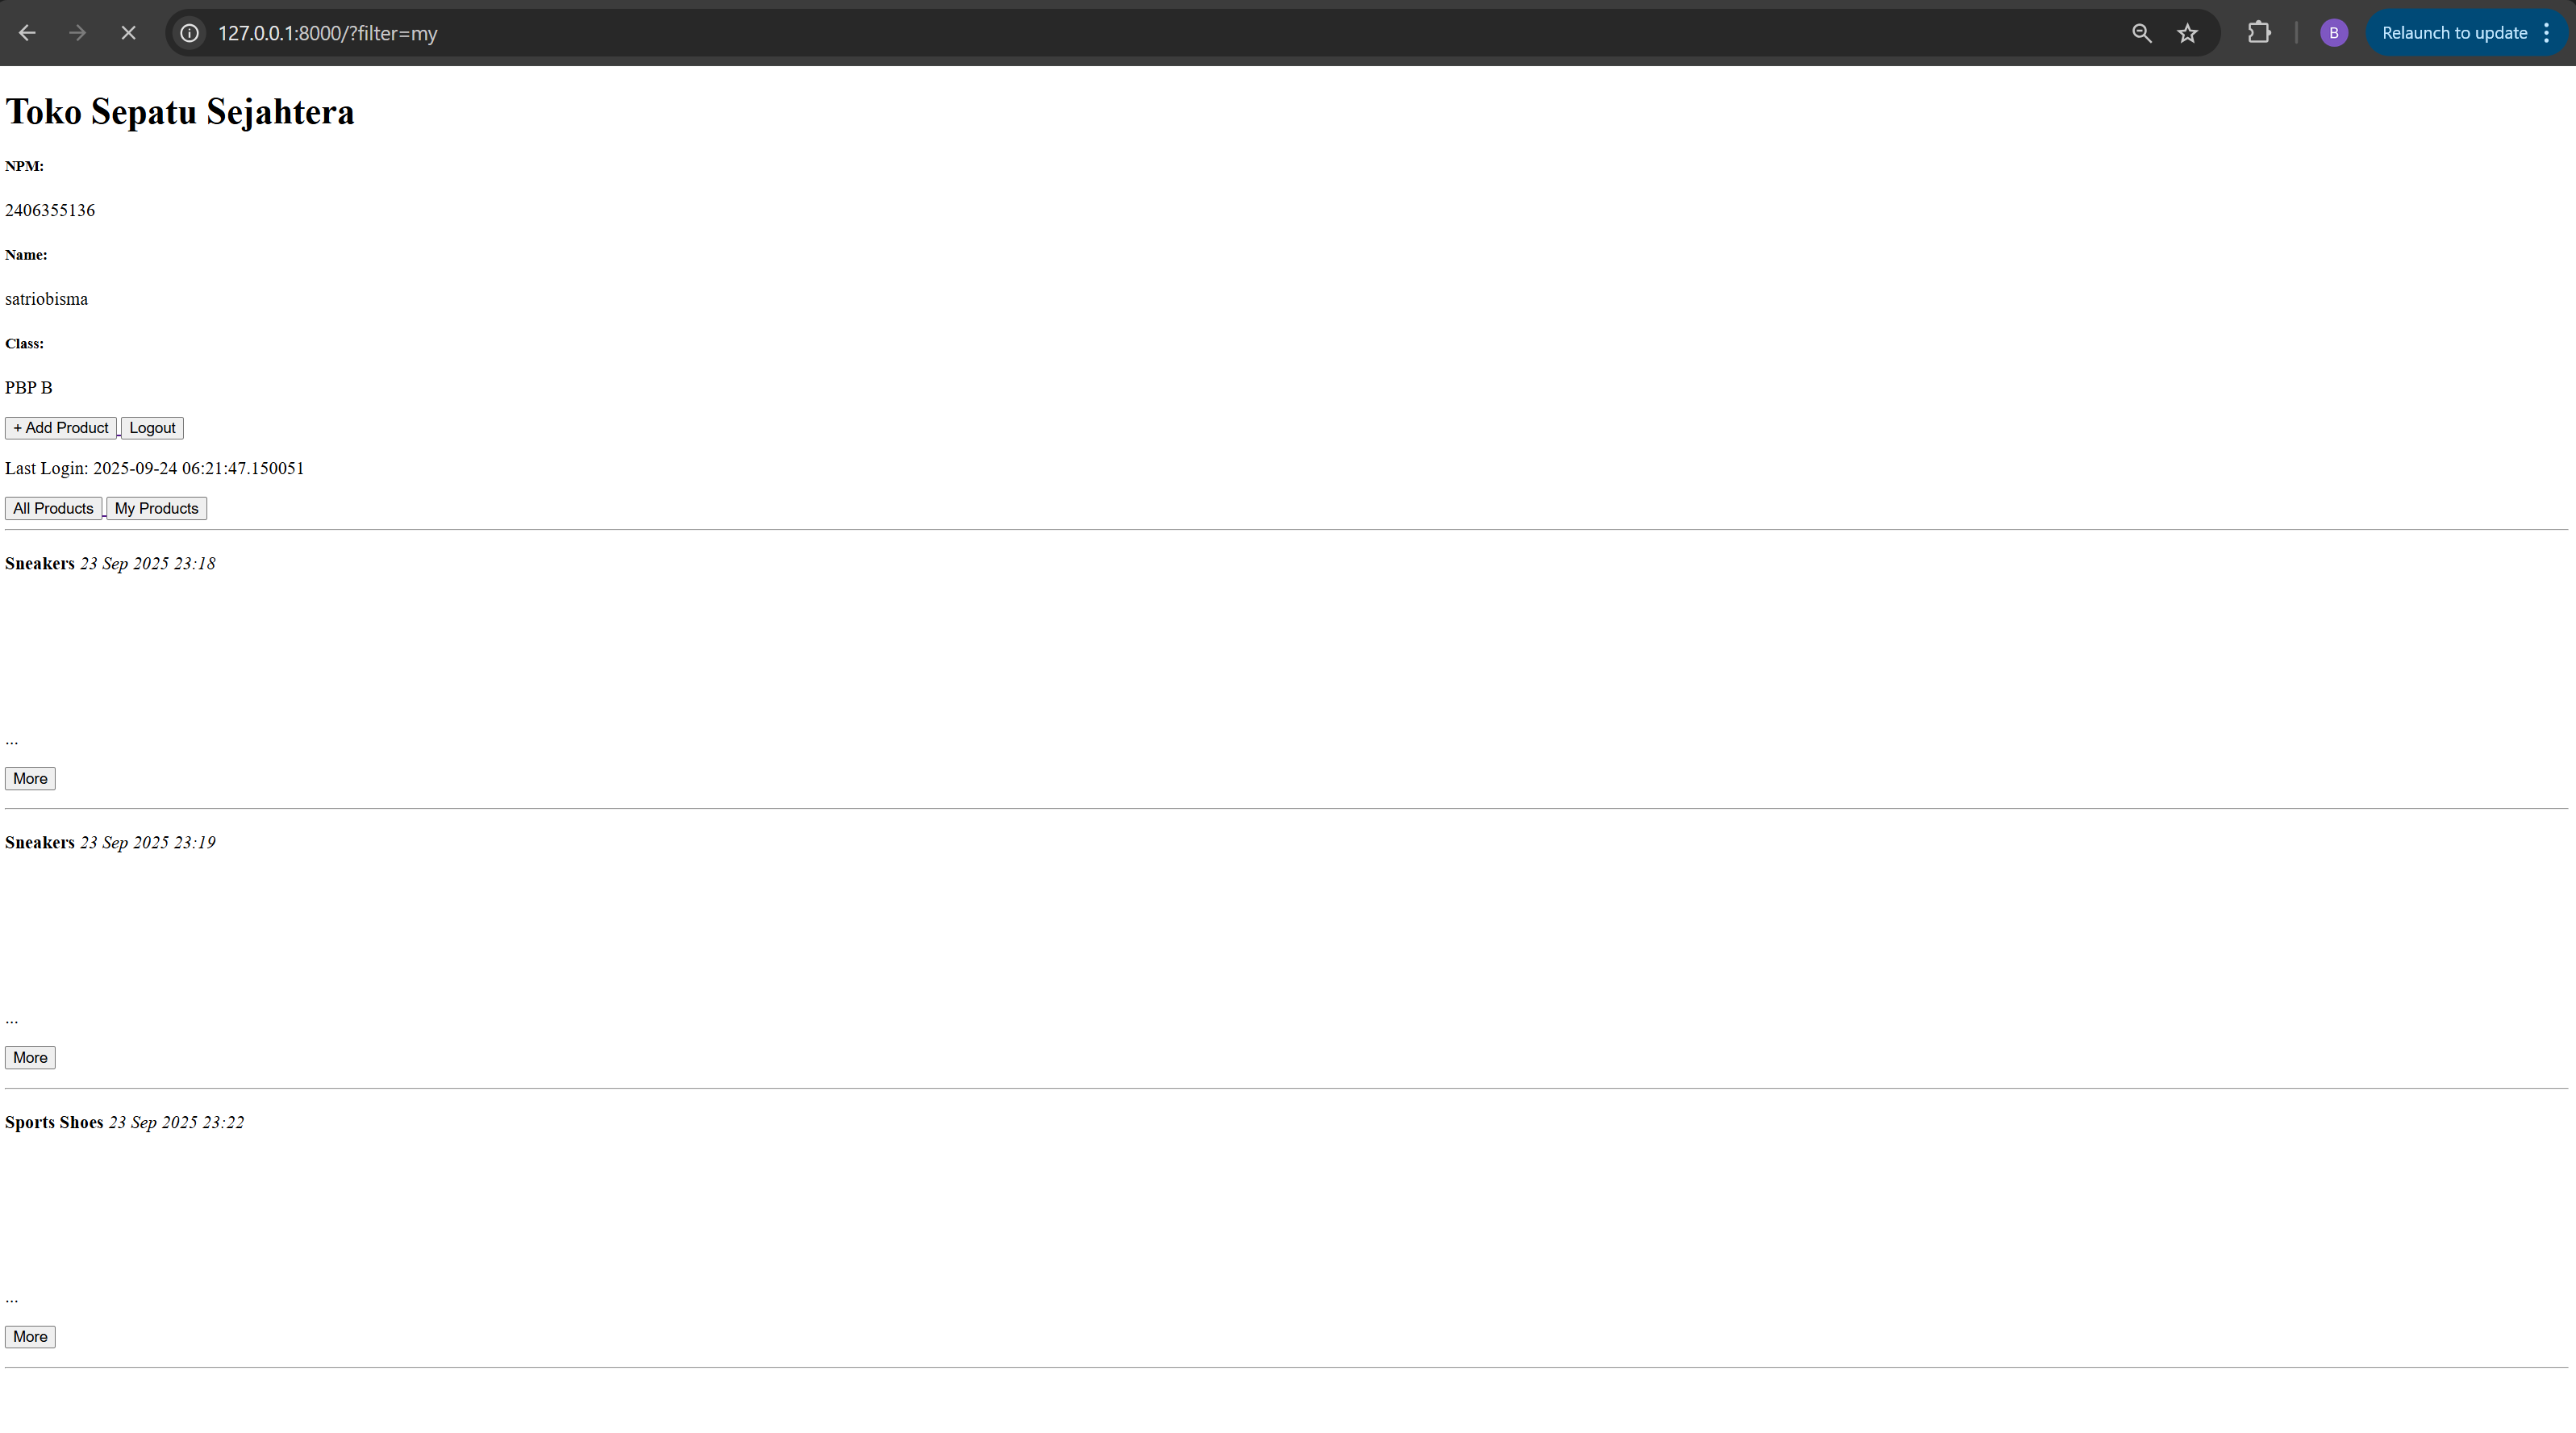 127.0.0.1:8000/?filter=my
B
Relaunch to update
Toko Sepatu Sejahtera
NPM:
2406355136
Name:
satriobisma
Class:
PBP B
+ Add Product Logout
Last Login: 2025-09-24 06:21:47.150051
All Products My Products
Sneakers 23 Sep 2025 23:18
...
More
Sneakers 23 Sep 2025 23:19
...
More
Sports Shoes 23 Sep 2025 23:22
...
More